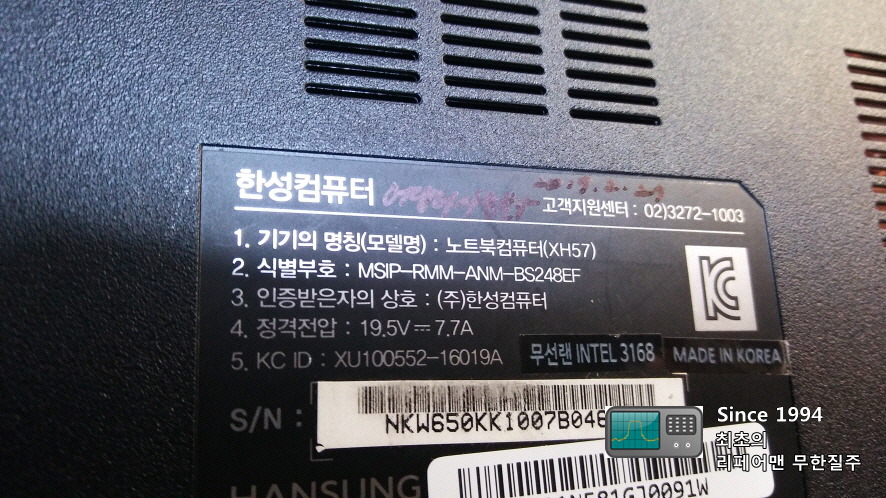 한성컴퓨터
고객지원센터 : 02)3272-1003
1. 기기의 명칭(모델명) : 노트북컴퓨터(XH57)
2. 식별부호 : MSIP-RMM-ANM-BS248EF
3. 인증받은자의 상호 : (주)한성컴퓨터
4. 정격전압 : 19.5V⎓7.7A
5. KC ID : XU100552-16019A
무선랜 INTEL 3168
MADE IN KOREA
S/N :
NKW650KK1007B048
HANSUNG
Since 1994
최초의
리페어맨 무한질주